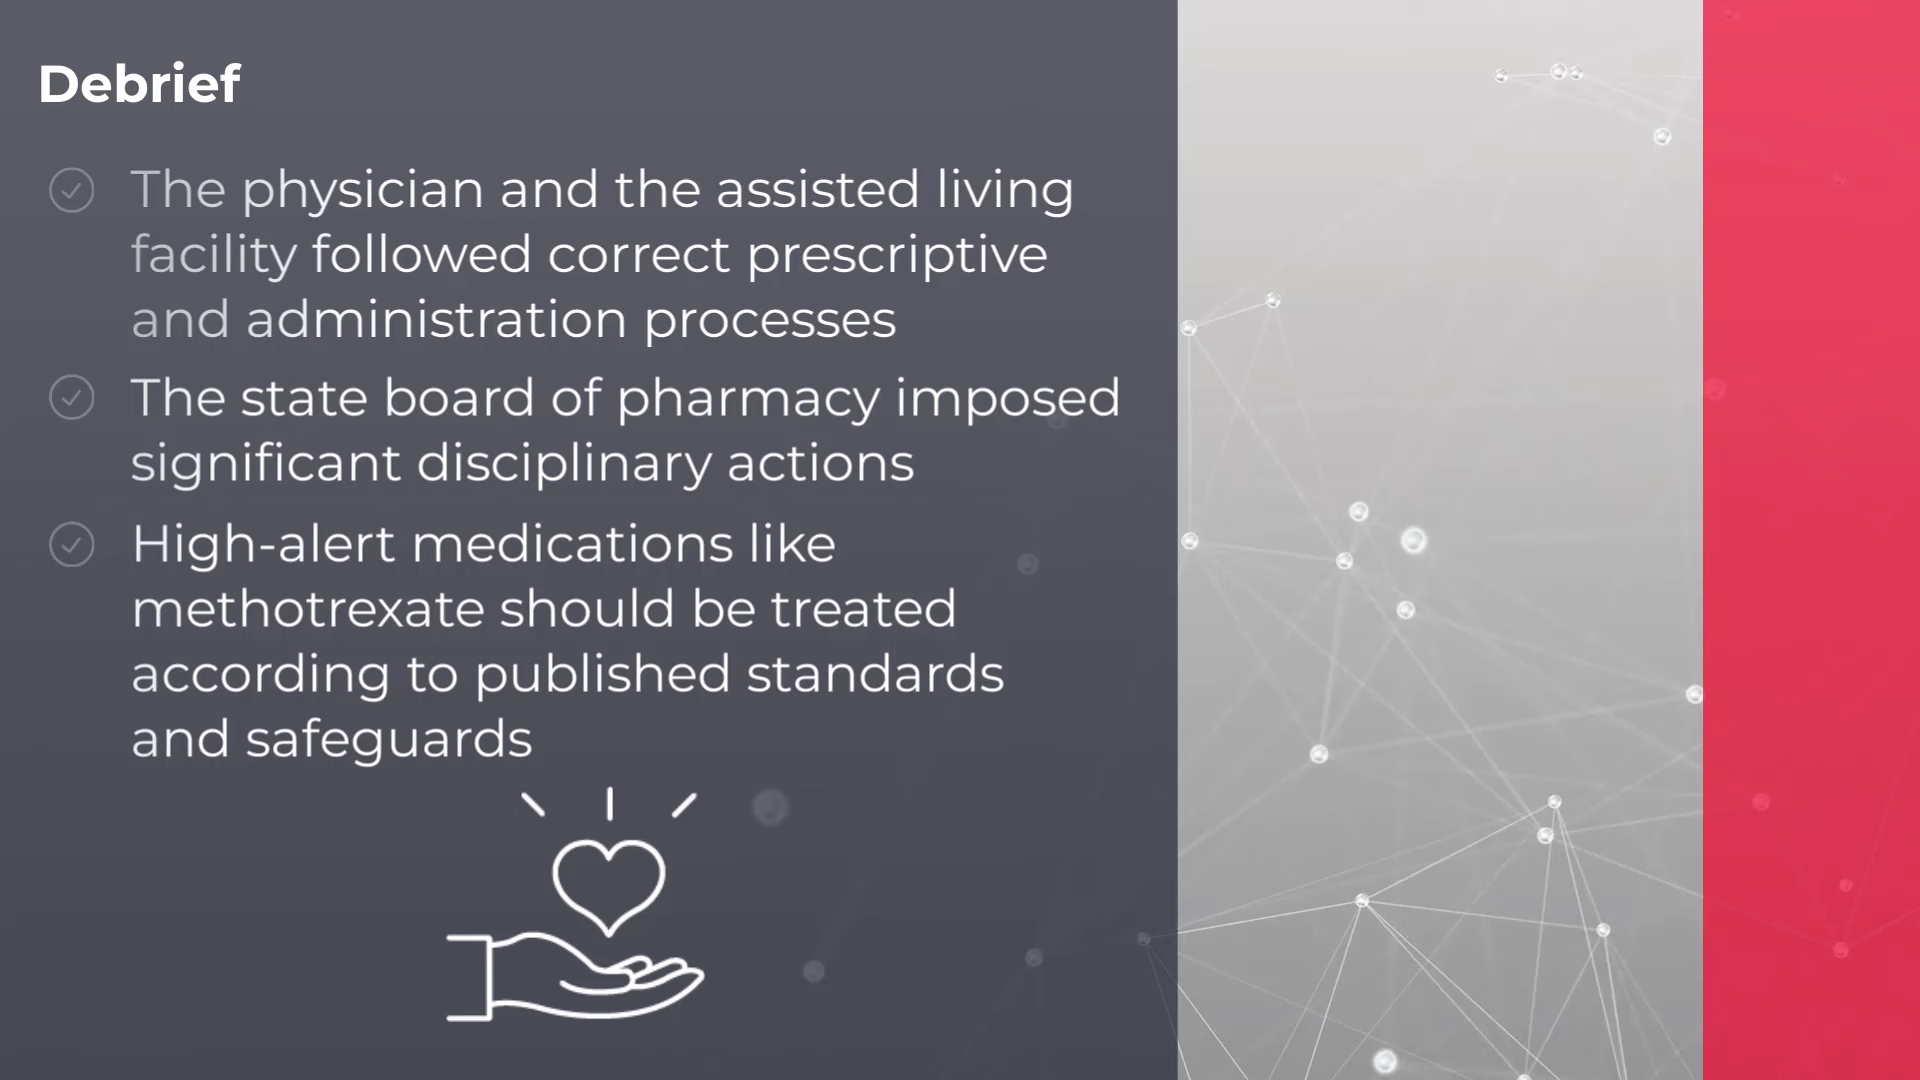 Debrief
The physician and the assisted living
facility followed correct prescriptive
and administration processes
The state board of pharmacy imposed
significant disciplinary actions
High-alert medications like
methotrexate should be treated
according to published standards
and safeguards